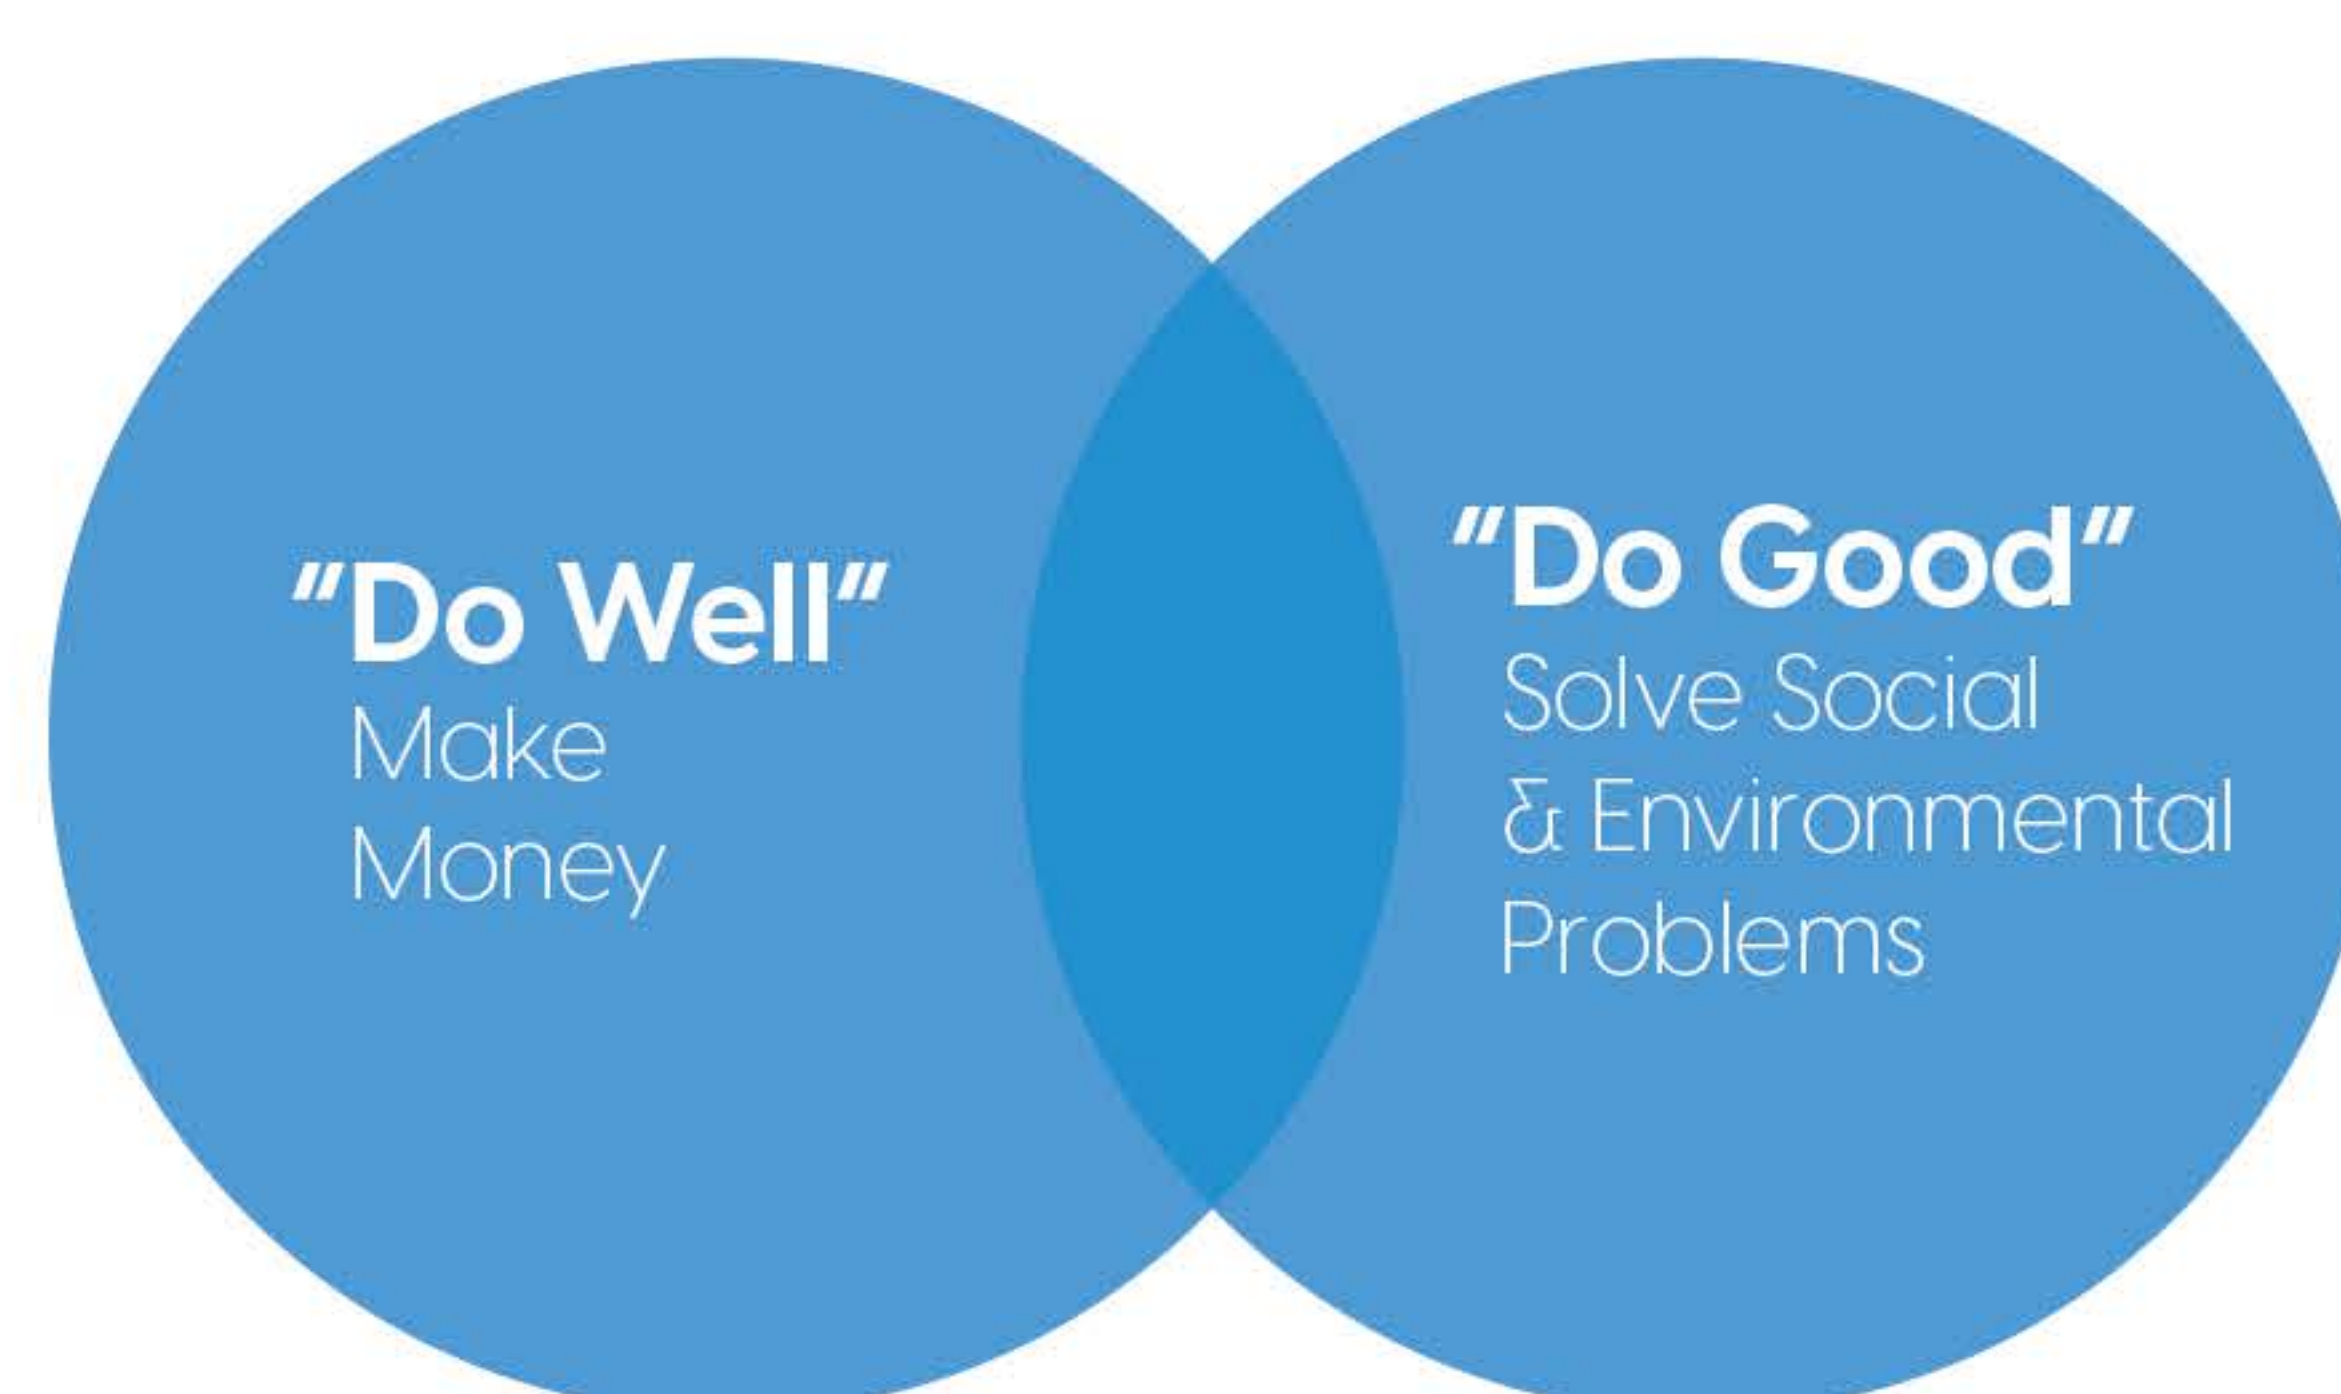 "Do Well"
Make
Money
"Do Good"
Solve Social
& Environmental
Problems